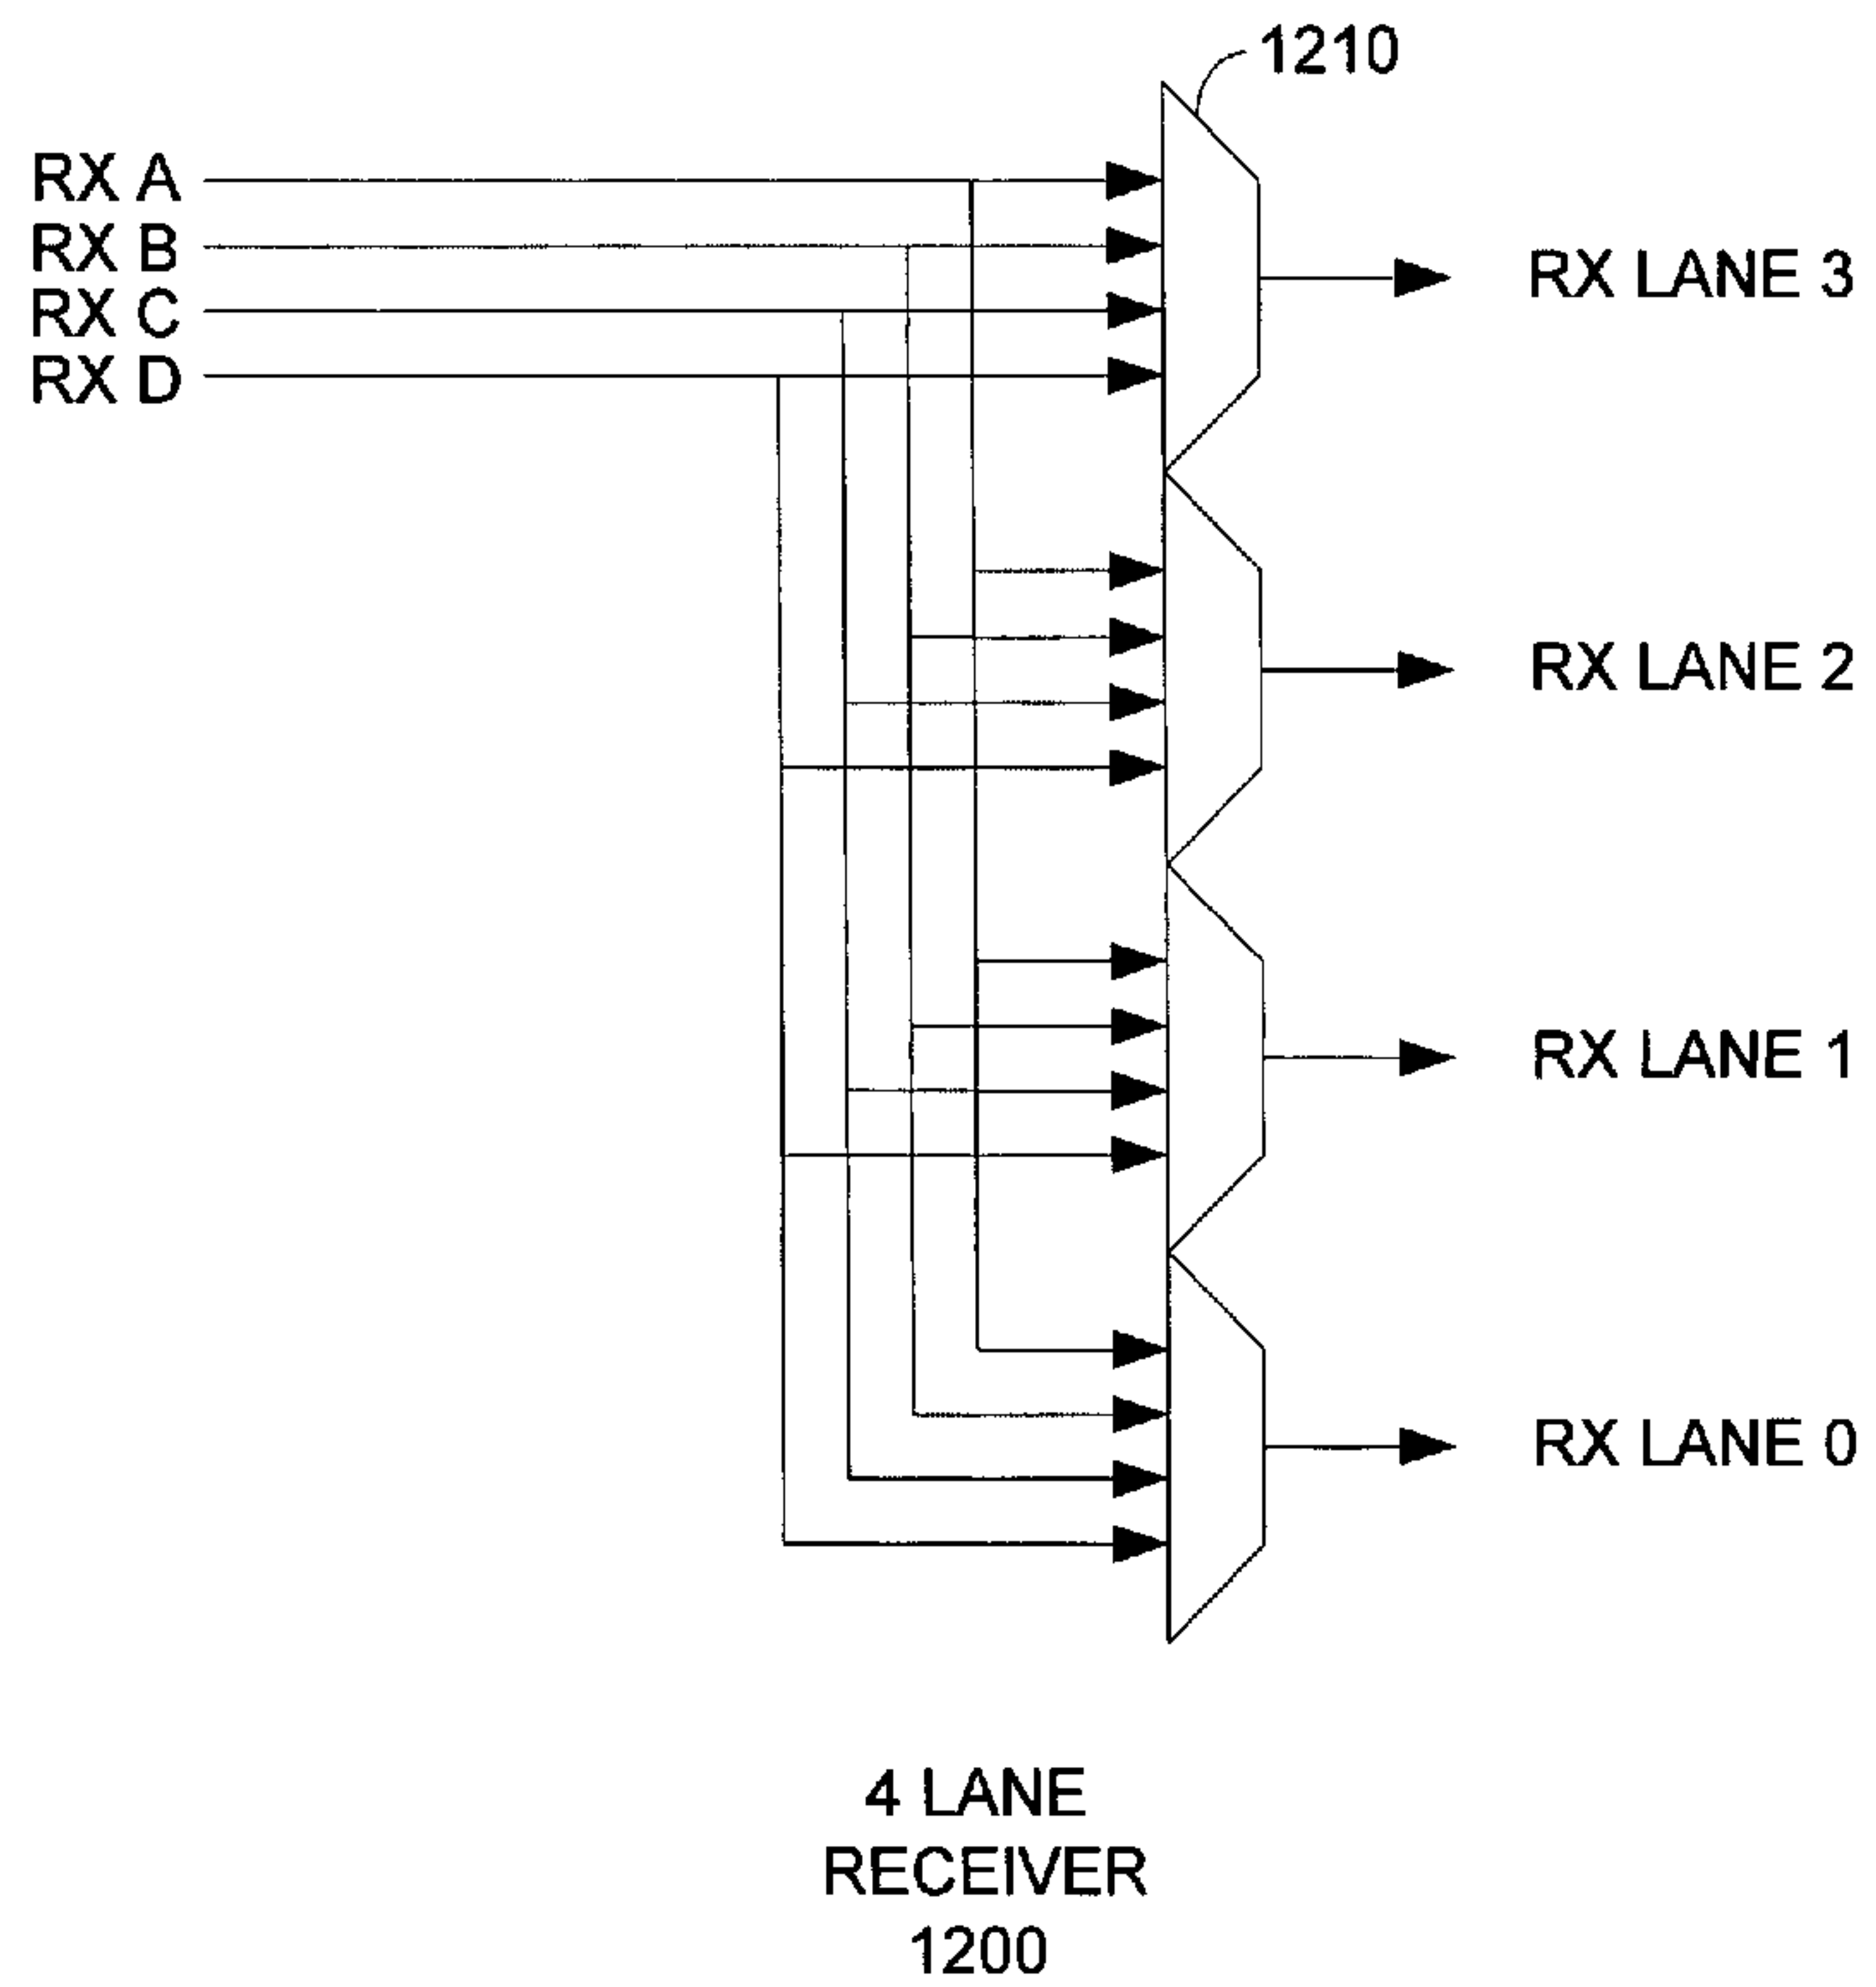 1210
RX A
RX B
RX C
RX D
RX LANE 3
RX LANE 2
RX LANE 1
RX LANE 0
4 LANE
RECEIVER
1200